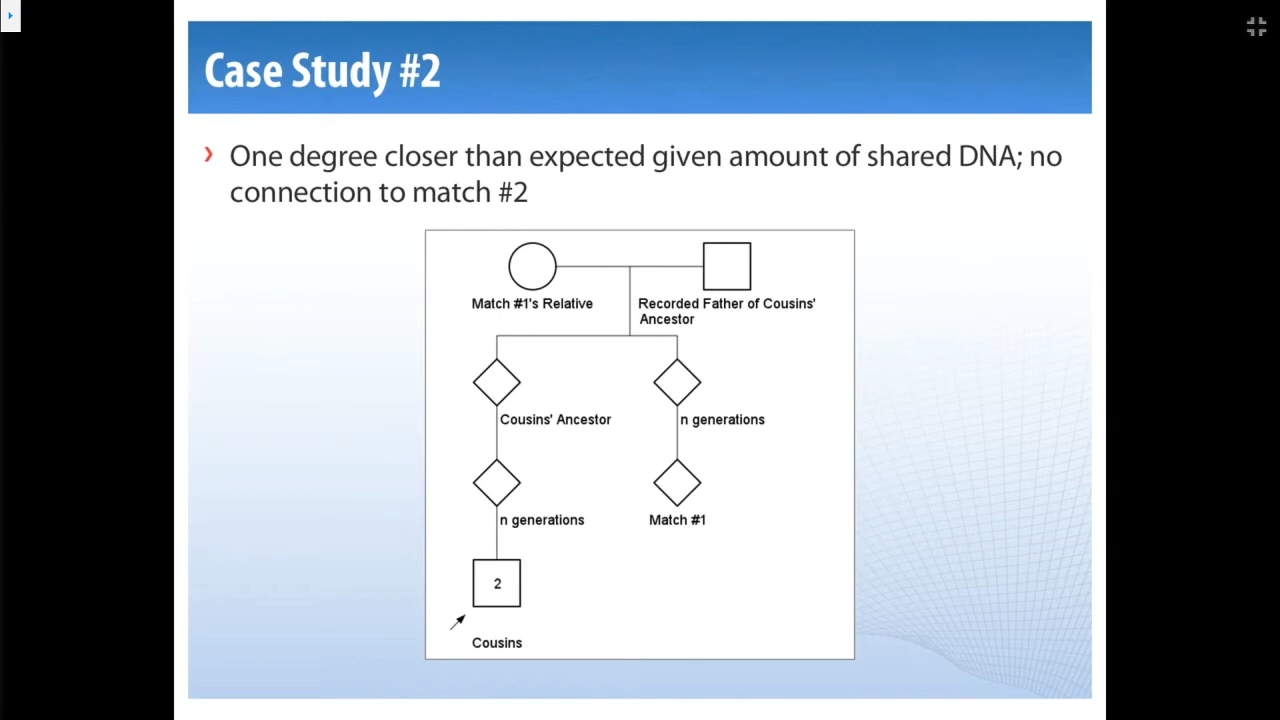 Case Study #2
One degree closer than expected given amount of shared DNA; no
connection to match #2
Match #1's Relative
Recorded Father of Cousins'
Ancestor
Cousins' Ancestor
n generations
n generations
Match #1
2
Cousins